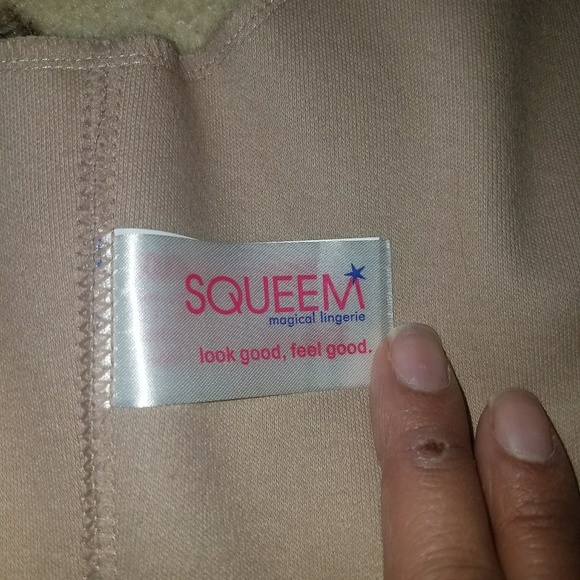 SQUEEM
magical lingerie
look good, feel good.